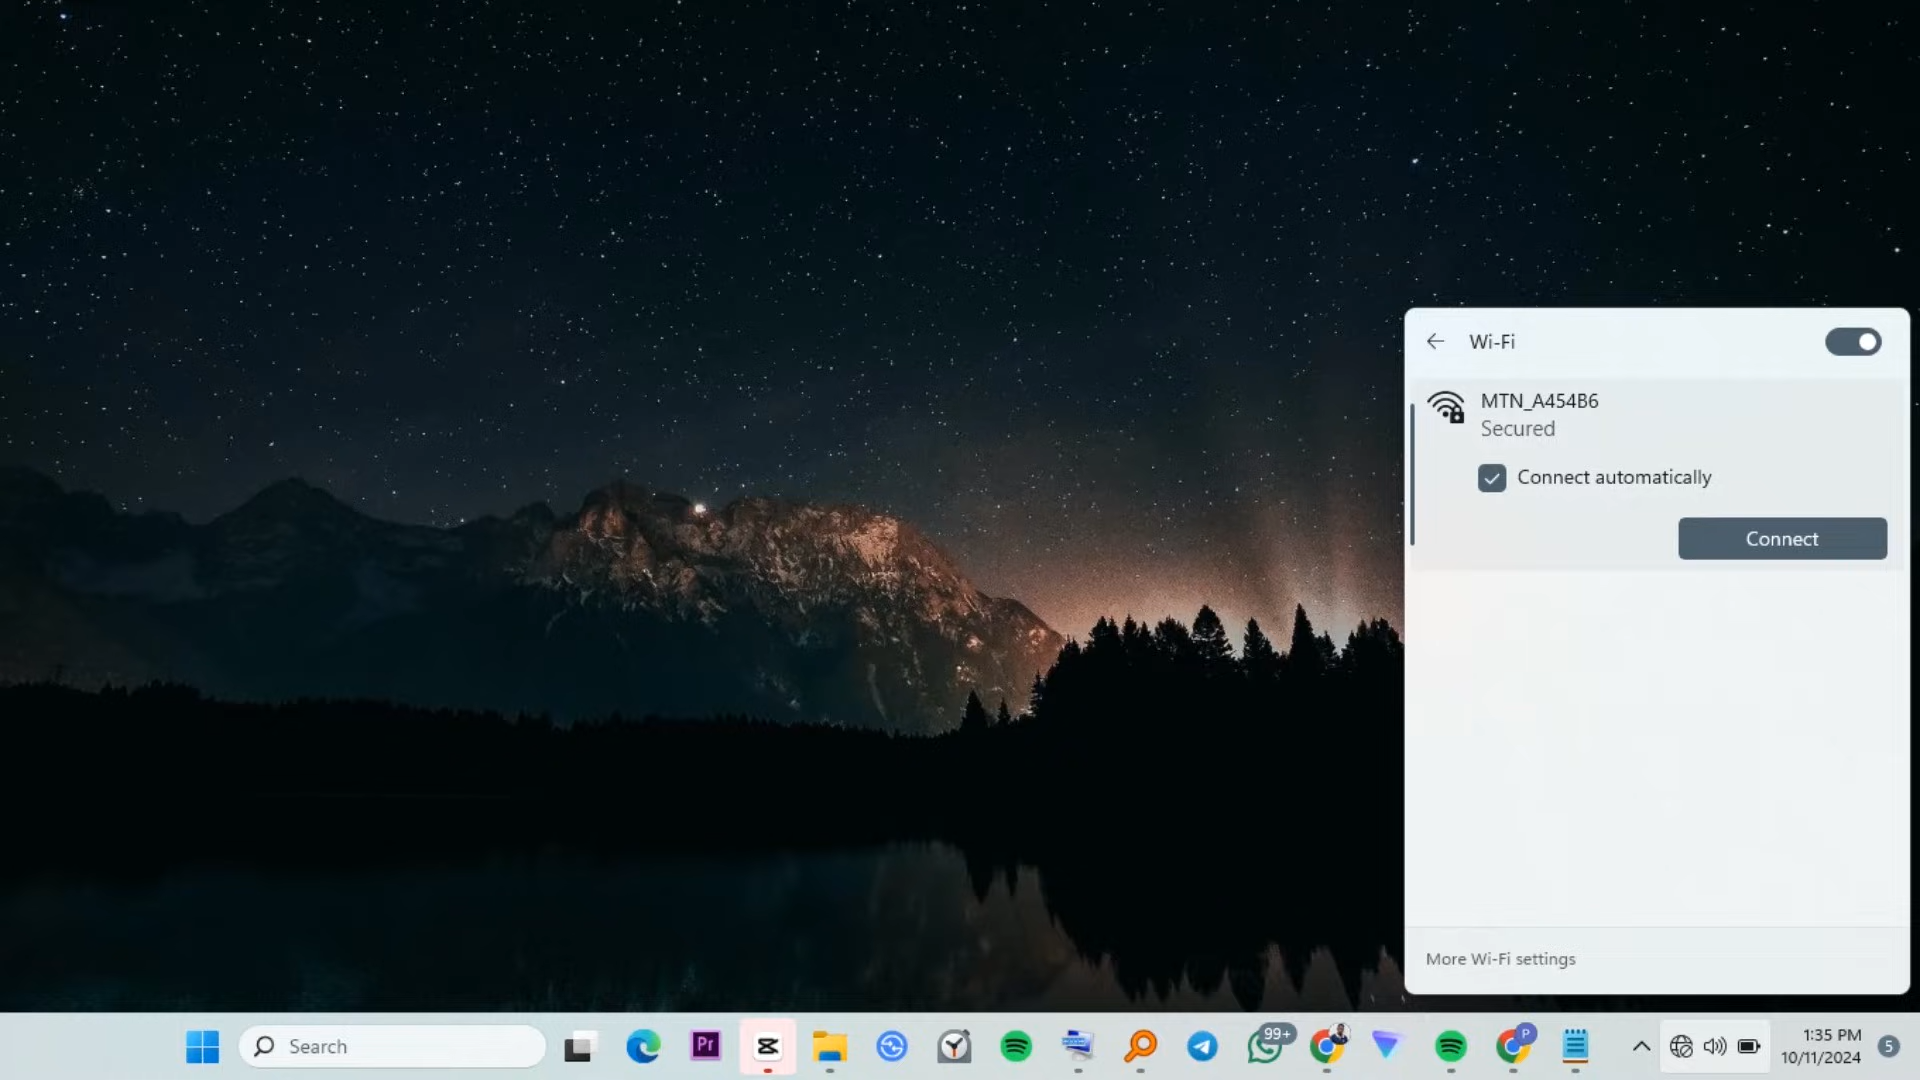 Wi-Fi
MTN_A454B6
Secured
Connect automatically
Connect
More Wi-Fi settings
Search
Pr
99+
P
1:35 PM
10/11/2024
5